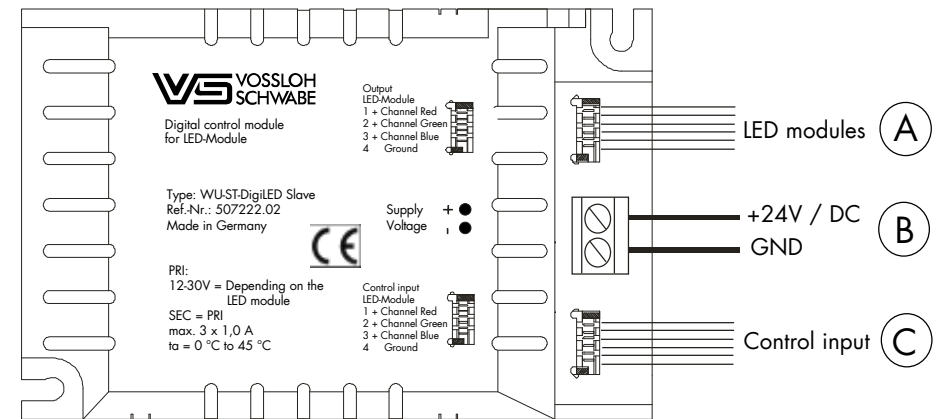 VS VOSSLOH
SCHWABE
Digital control module
for LED-Module
Type: WU-ST-DigiLED Slave
Ref.-Nr.: 507222.02
Made in Germany
CE
PRI:
12-30V = Depending on the
LED module
SEC = PRI
max. 3 x 1,0 A
ta = 0 °C to 45 °C
Output
LED-Module
1 + Channel Red
2 + Channel Green
3 + Channel Blue
4 Ground
Supply +
Voltage -
Control input
LED-Module
1 + Channel Red
2 + Channel Green
3 + Channel Blue
4 Ground
LED modules A
+24V / DC
B
GND
Control input C